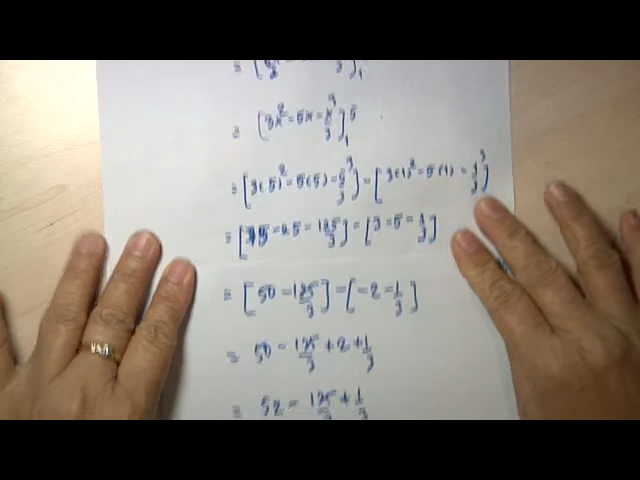 = [3x² - 5x - x³/3]₁⁵
= [3(5)² - 5(5) - 5³/3] - [3(1)² - 5(1) - 1³/3]
= [75 - 25 - 125/3] - [3 - 5 - 1/3]
= [50 - 125/3] - [-2 - 1/3]
= 50 - 125/3 + 2 + 1/3
= 52 - 125/3 + 1/3